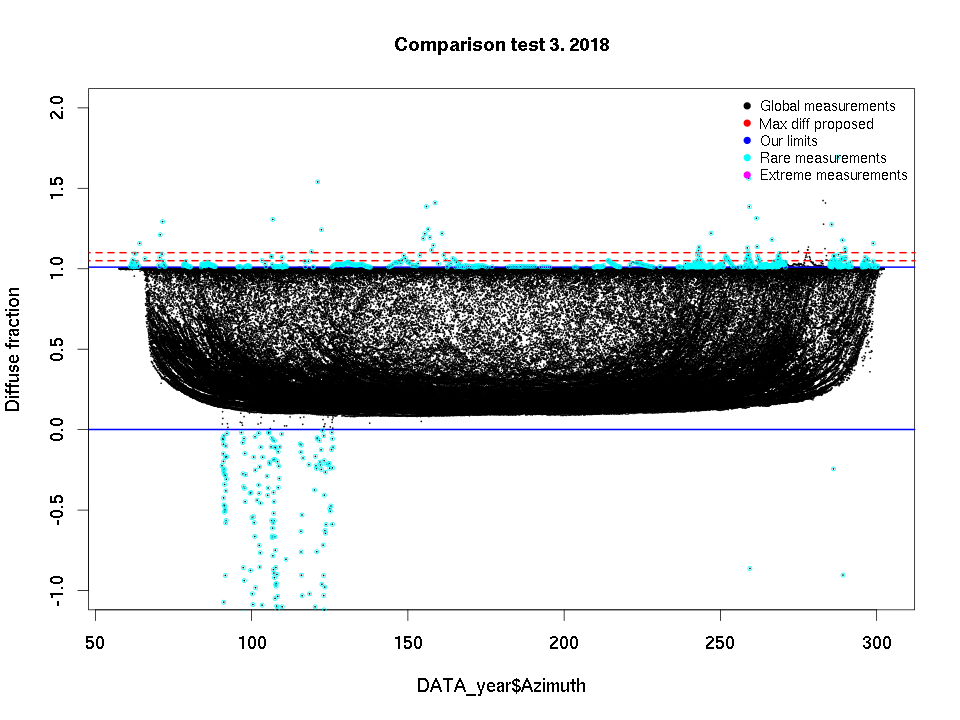 Comparison test 3. 2018
Global measurements
Max diff proposed
Our limits
Rare measurements
Extreme measurements
Diffuse fraction
2.0
1.5
1.0
0.5
0.0
-0.5
-1.0
50 100 150 200 250 300
DATA_year$Azimuth